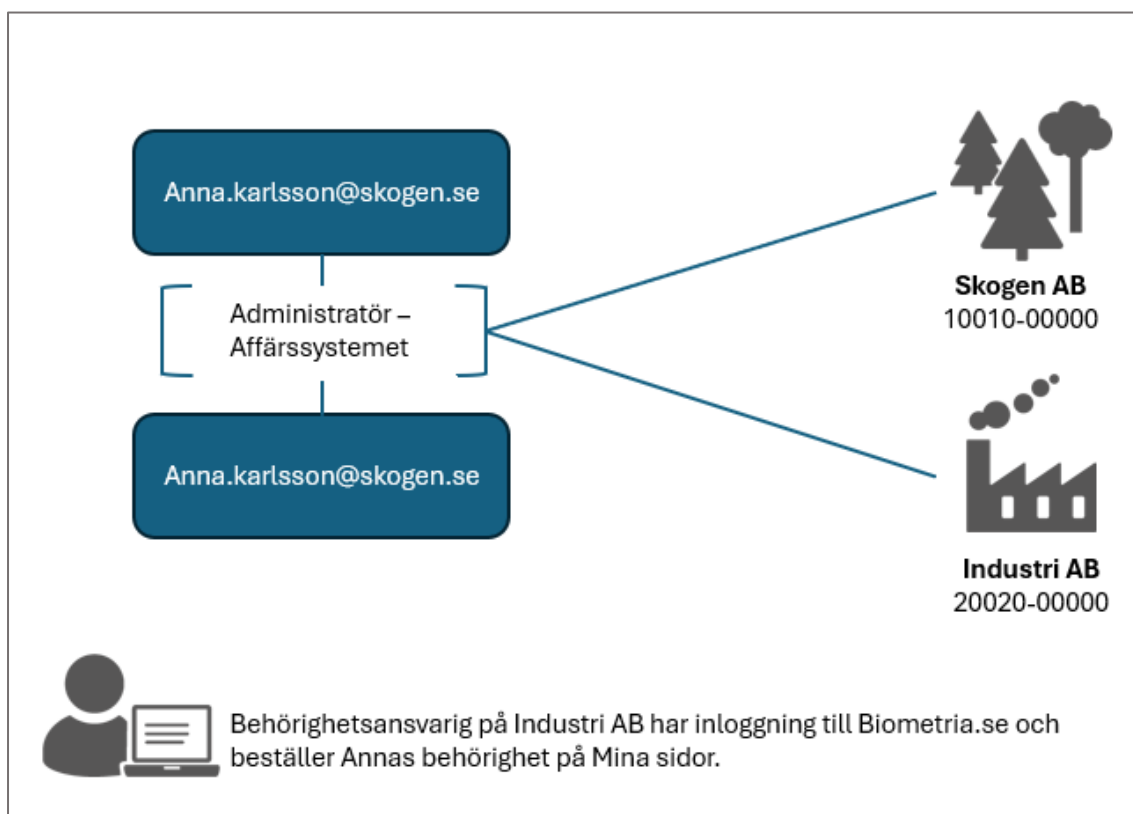 Anna.karlsson@skogen.se
Administratör –
Affärssystemet
Anna.karlsson@skogen.se
Skogen AB
10010-00000
Industri AB
20020-00000
Behörighetsansvarig på Industri AB har inloggning till Biometria.se och
beställer Annas behörighet på Mina sidor.